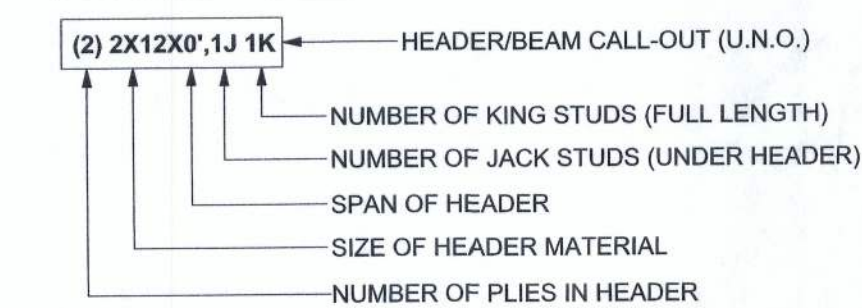 (2) 2X12X0',1J 1K
HEADER/BEAM CALL-OUT (U.N.O.)
NUMBER OF KING STUDS (FULL LENGTH)
NUMBER OF JACK STUDS (UNDER HEADER)
SPAN OF HEADER
SIZE OF HEADER MATERIAL
NUMBER OF PLIES IN HEADER